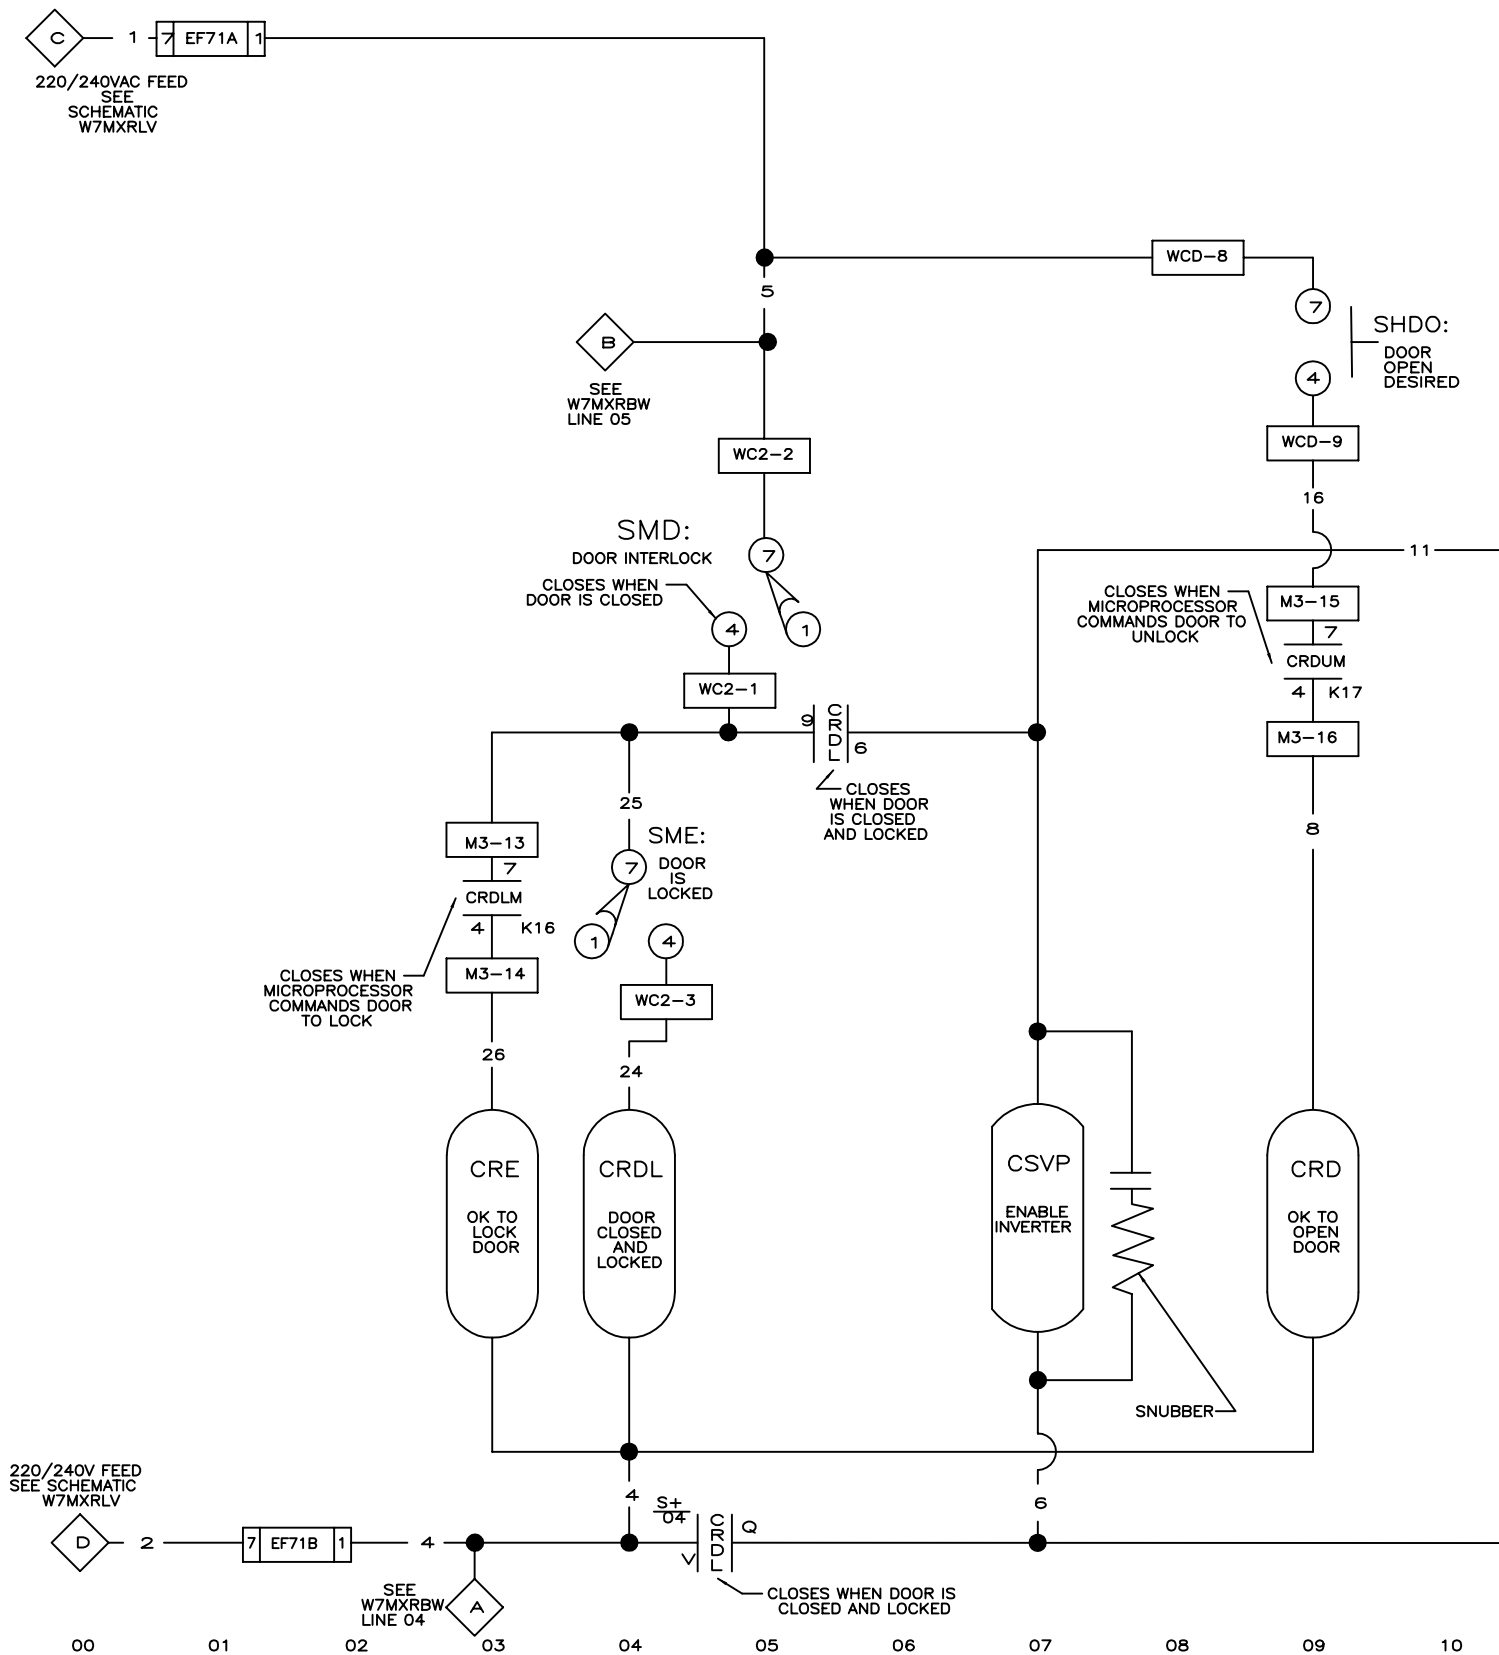 C
1
7
EF71A
1
220/240VAC FEED
SEE
SCHEMATIC
W7MXRLV
WCD-8
5
7
B
SHDO:
DOOR
OPEN
DESIRED
4
SEE
W7MXRBW
LINE 05
WCD-9
WC2-2
16
SMD:
DOOR INTERLOCK
7
11
CLOSES WHEN
DOOR IS CLOSED
4
1
CLOSES WHEN
MICROPROCESSOR
COMMANDS DOOR TO
UNLOCK
M3-15
7
CRDUM
4
K17
M3-16
WC2-1
9
CRDL
6
CLOSES
WHEN DOOR
IS CLOSED
AND LOCKED
25
8
M3-13
7
CRDLM
4
K16
M3-14
SME:
DOOR
IS
LOCKED
7
1
4
CLOSES WHEN
MICROPROCESSOR
COMMANDS DOOR
TO LOCK
WC2-3
26
24
CRE
OK TO
LOCK
DOOR
CRDL
DOOR
CLOSED
AND
LOCKED
CSVP
ENABLE
INVERTER
CRD
OK TO
OPEN
DOOR
SNUBBER
220/240V FEED
SEE SCHEMATIC
W7MXRLV
D
2
7
EF71B
1
4
4
S+
04
V
CRDL
Q
6
SEE
W7MXRBW
LINE 04
A
CLOSES WHEN DOOR IS
CLOSED AND LOCKED
00 01 02 03 04 05 06 07 08 09 10